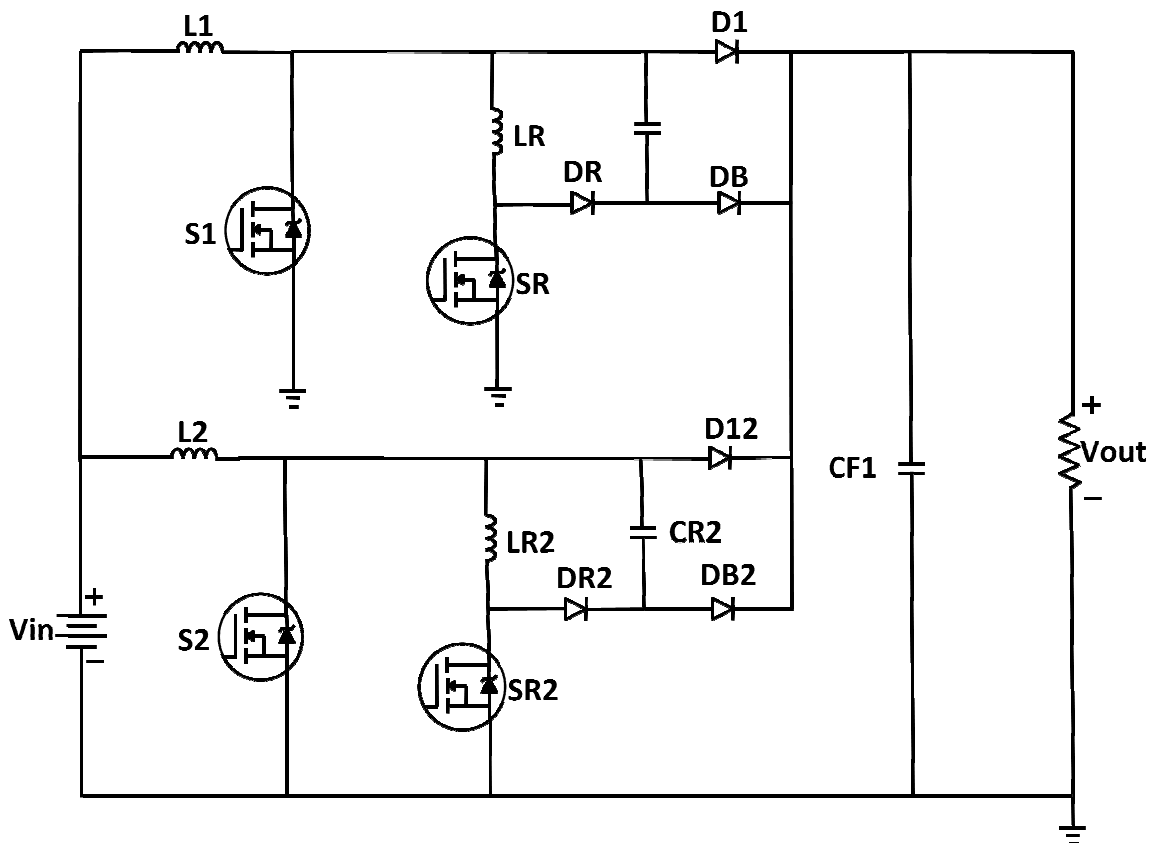 L1
D1
LR
DR
DB
S1
SR
L2
D12
+
CF1
Vout
−
LR2
CR2
DR2
DB2
+
Vin
−
S2
SR2